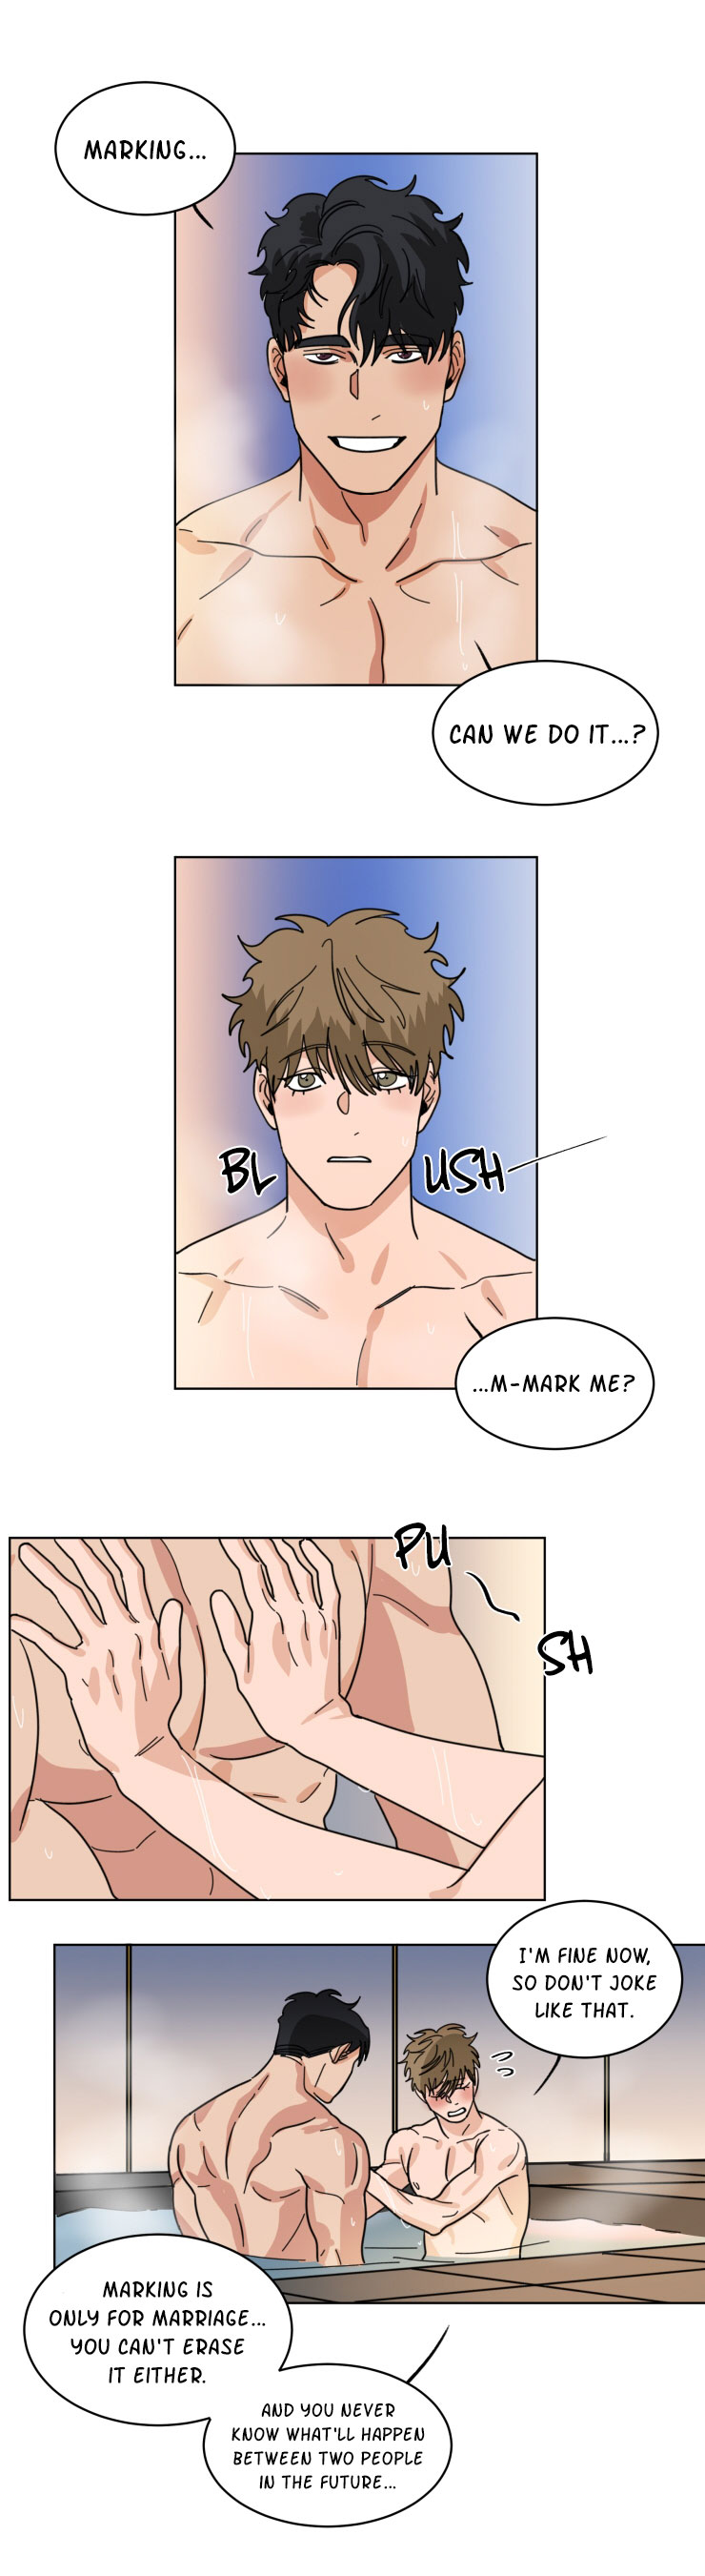 MARKING...
CAN WE DO IT...?
BL USH
...M-MARK ME?
PU
SH
I'M FINE NOW,
SO DON'T JOKE
LIKE THAT.
MARKING IS
ONLY FOR MARRIAGE...
YOU CAN'T ERASE
IT EITHER.
AND YOU NEVER
KNOW WHAT'LL HAPPEN
BETWEEN TWO PEOPLE
IN THE FUTURE...